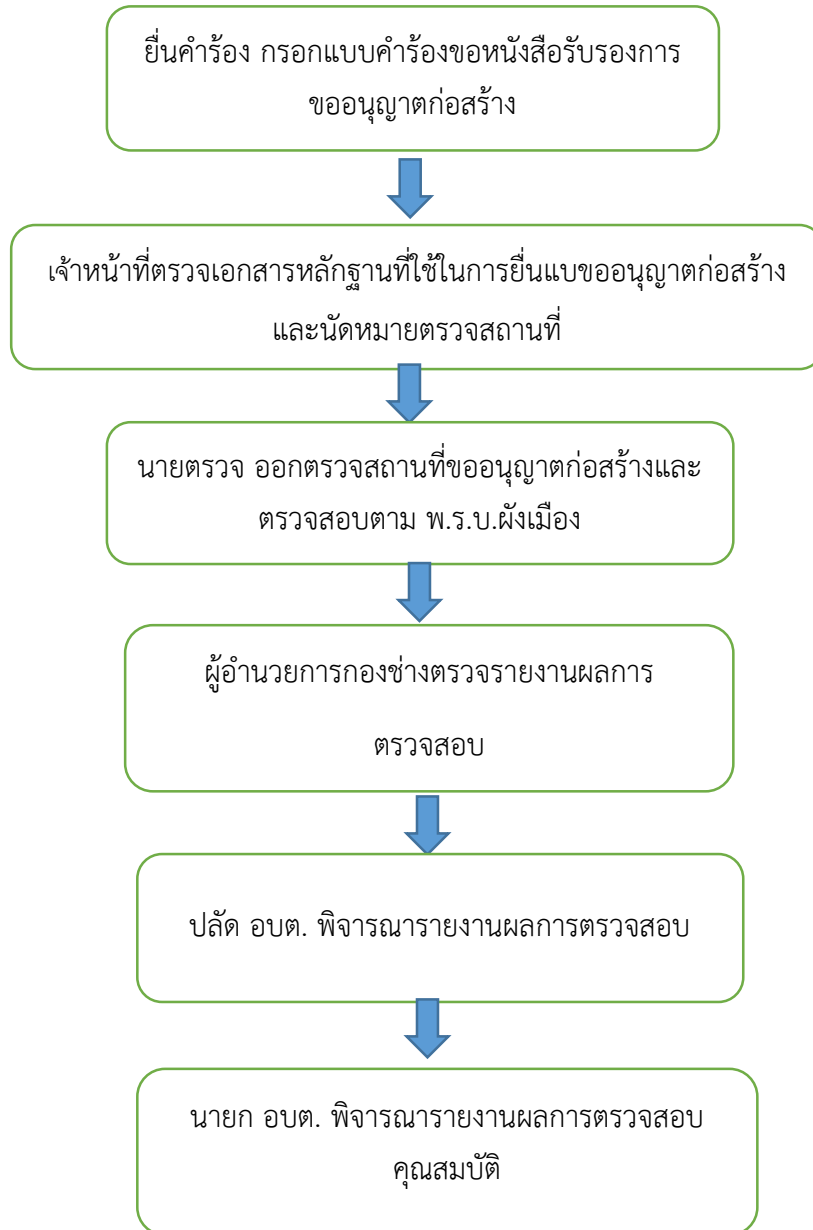 ยื่นคำร้อง กรอกแบบคำร้องขอหนังสือรับรองการ
ขออนุญาตก่อสร้าง
เจ้าหน้าที่ตรวจเอกสารหลักฐานที่ใช้ในการยื่นแบขออนุญาตก่อสร้าง
และนัดหมายตรวจสถานที่
นายตรวจ ออกตรวจสถานที่ขออนุญาตก่อสร้างและ
ตรวจสอบตาม พ.ร.บ.ผังเมือง
ผู้อำนวยการกองช่างตรวจรายงานผลการ
ตรวจสอบ
ปลัด อบต. พิจารณารายงานผลการตรวจสอบ
นายก อบต. พิจารณารายงานผลการตรวจสอบ
คุณสมบัติ